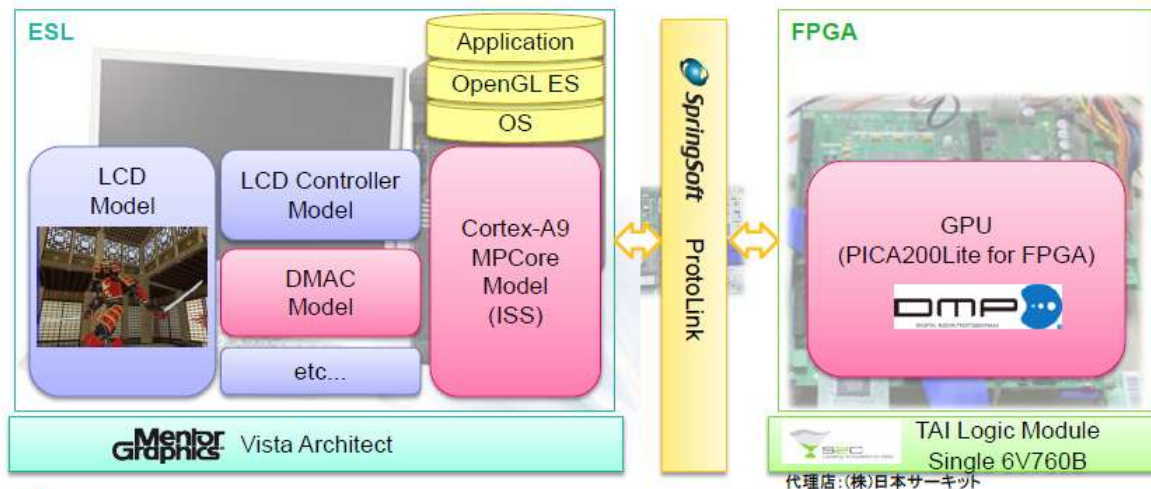 ESL
Application
OpenGL ES
OS
LCD
Model
LCD Controller
Model
DMAC
Model
etc...
Cortex-A9
MPCore
Model
(ISS)
Mentor
Graphics
Vista Architect
SpringSoft ProtoLink
FPGA
GPU
(PICA200Lite for FPGA)
DMP
S2C
TAI Logic Module
Single 6V760B
代理店:(株)日本サーキット